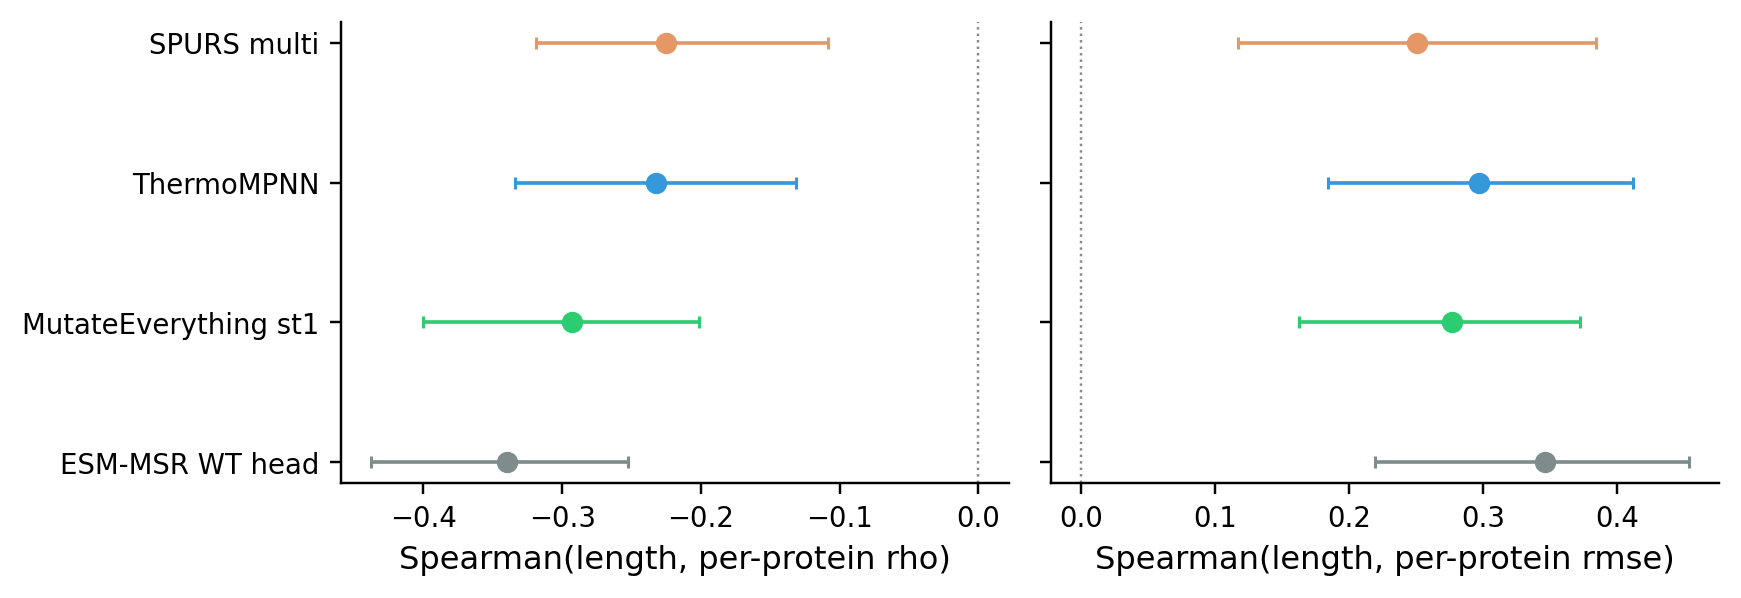 SPURS multi
ThermoMPNN
MutateEverything st1
ESM-MSR WT head
−0.4 −0.3 −0.2 −0.1 0.0
Spearman(length, per-protein rho)
0.0 0.1 0.2 0.3 0.4
Spearman(length, per-protein rmse)